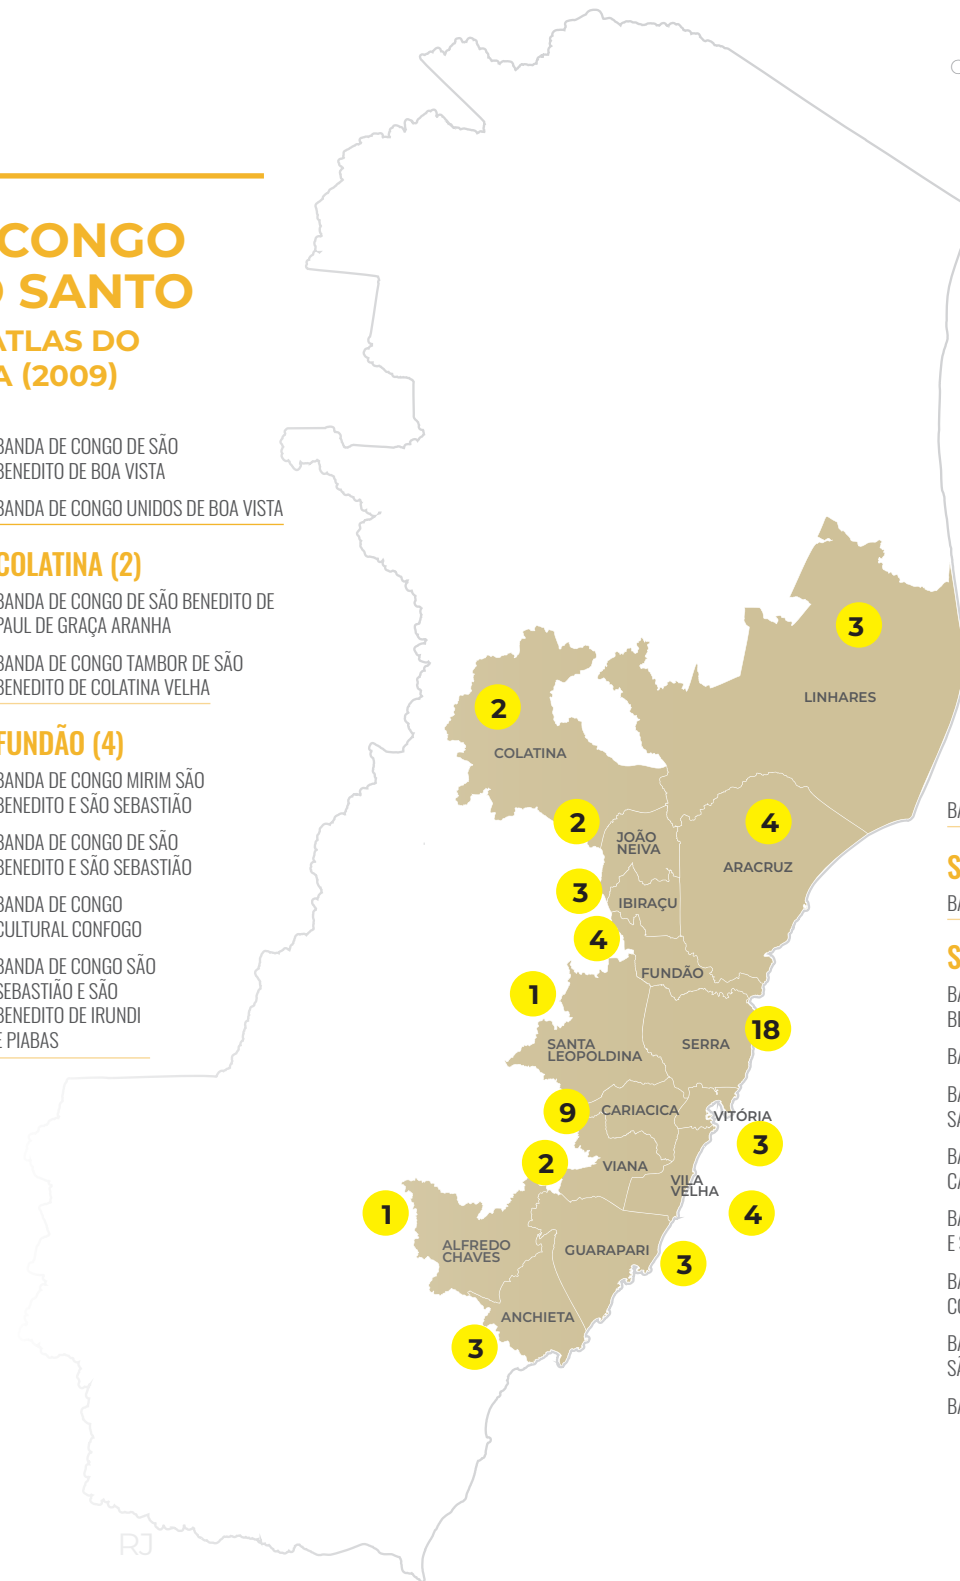 CONGO
SANTO
ATLAS DO
(2009)
BANDA DE CONGO DE SÃO
BENEDITO DE BOA VISTA
BANDA DE CONGO UNIDOS DE BOA VISTA
COLATINA (2)
BANDA DE CONGO DE SÃO BENEDITO DE
PAUL DE GRAÇA ARANHA
BANDA DE CONGO TAMBOR DE SÃO
BENEDITO DE COLATINA VELHA
FUNDÃO (4)
BANDA DE CONGO MIRIM SÃO
BENEDITO E SÃO SEBASTIÃO
BANDA DE CONGO DE SÃO
BENEDITO E SÃO SEBASTIÃO
BANDA DE CONGO
CULTURAL CONFOGO
BANDA DE CONGO SÃO
SEBASTIÃO E SÃO
BENEDITO DE IRUNDI
E PIABAS
3
LINHARES
2
COLATINA
2
JOÃO
NEIVA
4
ARACRUZ
3
IBIRAÇU
4
FUNDÃO
1
SANTA
LEOPOLDINA
18
SERRA
9
CARIACICA
VITÓRIA
3
2
VIANA
VILA
VELHA
4
1
ALFREDO
CHAVES
GUARAPARI
3
ANCHIETA
3
RJ